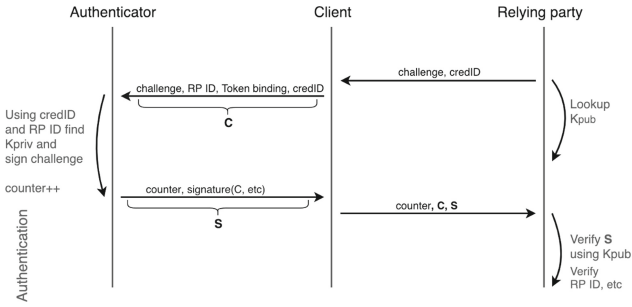 Authenticator
Client
Relying party
challenge, credID
challenge, RP ID, Token binding, credID
C
Lookup
Kpub
Using credID
and RP ID find
Kpriv and
sign challenge
counter++
counter, signature(C, etc)
S
counter, C, S
Verify S
using Kpub
Verify
RP ID, etc
Authentication